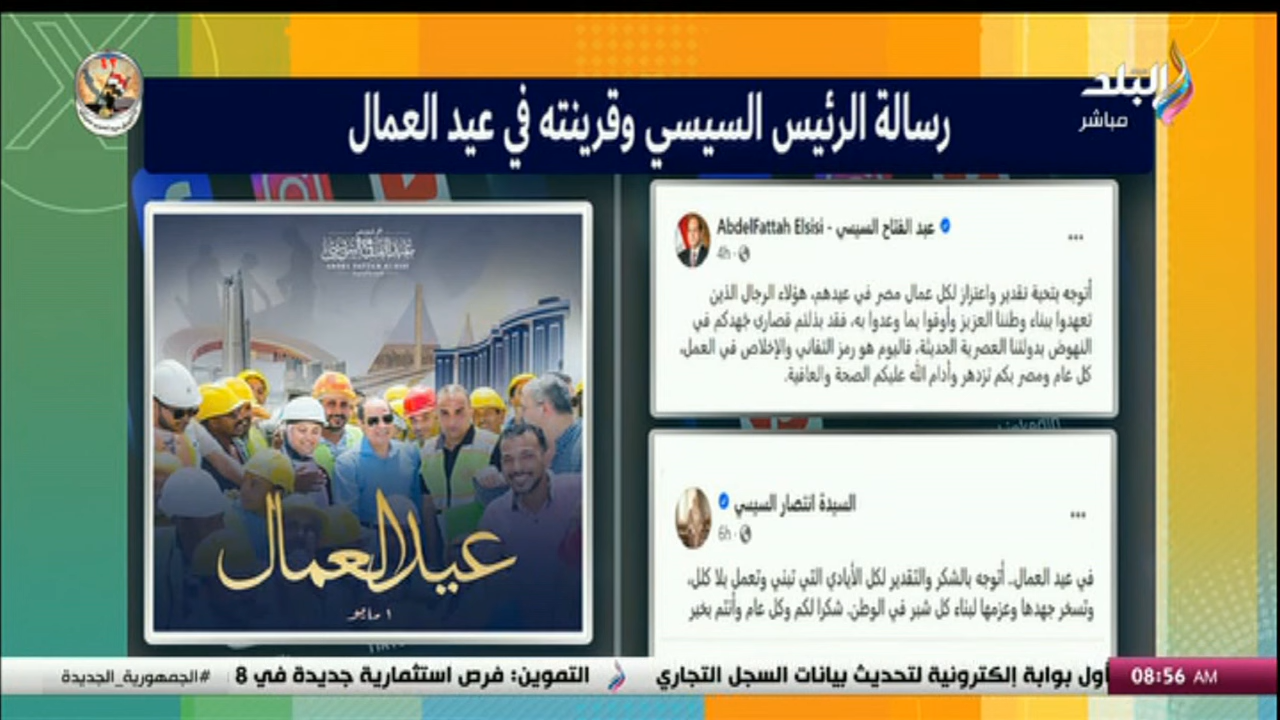 البلد
مباشر
رسالة الرئيس السيسي وقرينته في عيد العمال
عبد الفتاح السيسي - AbdelFattah Elsisi
4h
أتوجه بتحية تقدير واعتزاز لكل عمال مصر في عيدهم، هؤلاء الرجال الذين
تعهدوا ببناء وطننا العزيز وأوفوا بما وعدوا به، فقد بذلتم قصارى جُهدكم في
النهوض بدولتنا العصرية الحديثة، فاليوم هو رمز التفاني والإخلاص في العمل،
كل عام ومصر بكم تزدهر وأدام الله عليكم الصحة والعافية.
السيدة انتصار السيسي
6h
في عيد العمال.. أتوجه بالشكر والتقدير لكل الأيادي التي تبني وتعمل بلا كلل،
وتسخر جهدها وعزمها لبناء كل شبر في الوطن. شكرا لكم وكل عام وأنتم بخير
عبد الفتاح السيسي
ABDEL FATTAH ELSISI
عيد العمال
١ مايو
LinkedIn
08:56 AM
أول بوابة إلكترونية لتحديث بيانات السجل التجاري
التموين: فرص استثمارية جديدة في 8
#الجمهورية_الجديدة